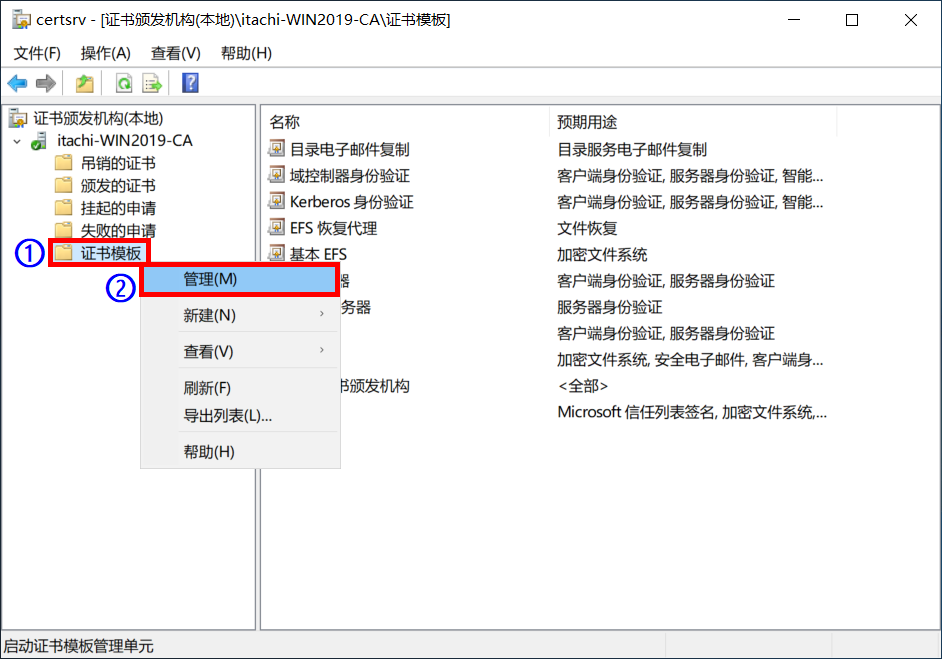 certsrv - [证书颁发机构(本地)\itachi-WIN2019-CA\证书模板]
文件(F) 操作(A) 查看(V) 帮助(H)
证书颁发机构(本地)
itachi-WIN2019-CA
吊销的证书
颁发的证书
挂起的申请
失败的申请
① 证书模板
② 管理(M)
新建(N)
查看(V)
刷新(F)
导出列表(L)...
帮助(H)
名称 预期用途
目录电子邮件复制 目录服务电子邮件复制
域控制器身份验证 客户端身份验证, 服务器身份验证, 智能...
Kerberos 身份验证 客户端身份验证, 服务器身份验证, 智能...
EFS 恢复代理 文件恢复
基本 EFS 加密文件系统
器 客户端身份验证, 服务器身份验证
务器 服务器身份验证
客户端身份验证, 服务器身份验证
加密文件系统, 安全电子邮件, 客户端身...
书颁发机构 <全部>
Microsoft 信任列表签名, 加密文件系统,...
启动证书模板管理单元